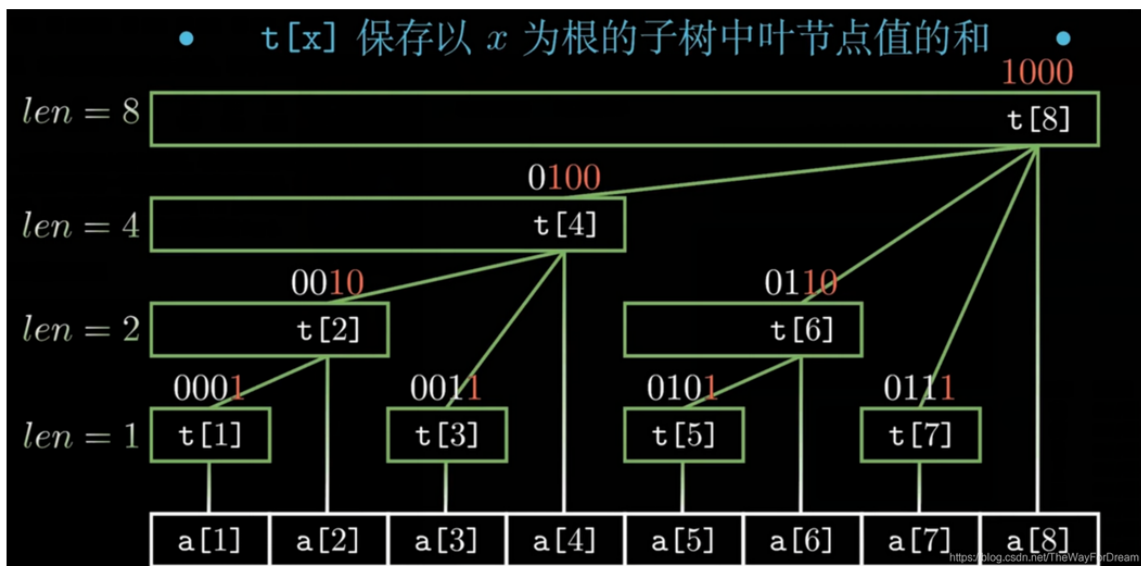 • t[x] 保存以 x 为根的子树中叶节点值的和 •
1000
len = 8 t[8]
0100
len = 4 t[4]
0010 0110
len = 2 t[2] t[6]
0001 0011 0101 0111
len = 1 t[1] t[3] t[5] t[7]
a[1] a[2] a[3] a[4] a[5] a[6] a[7] a[8]
https://blog.csdn.net/TheWayForDream